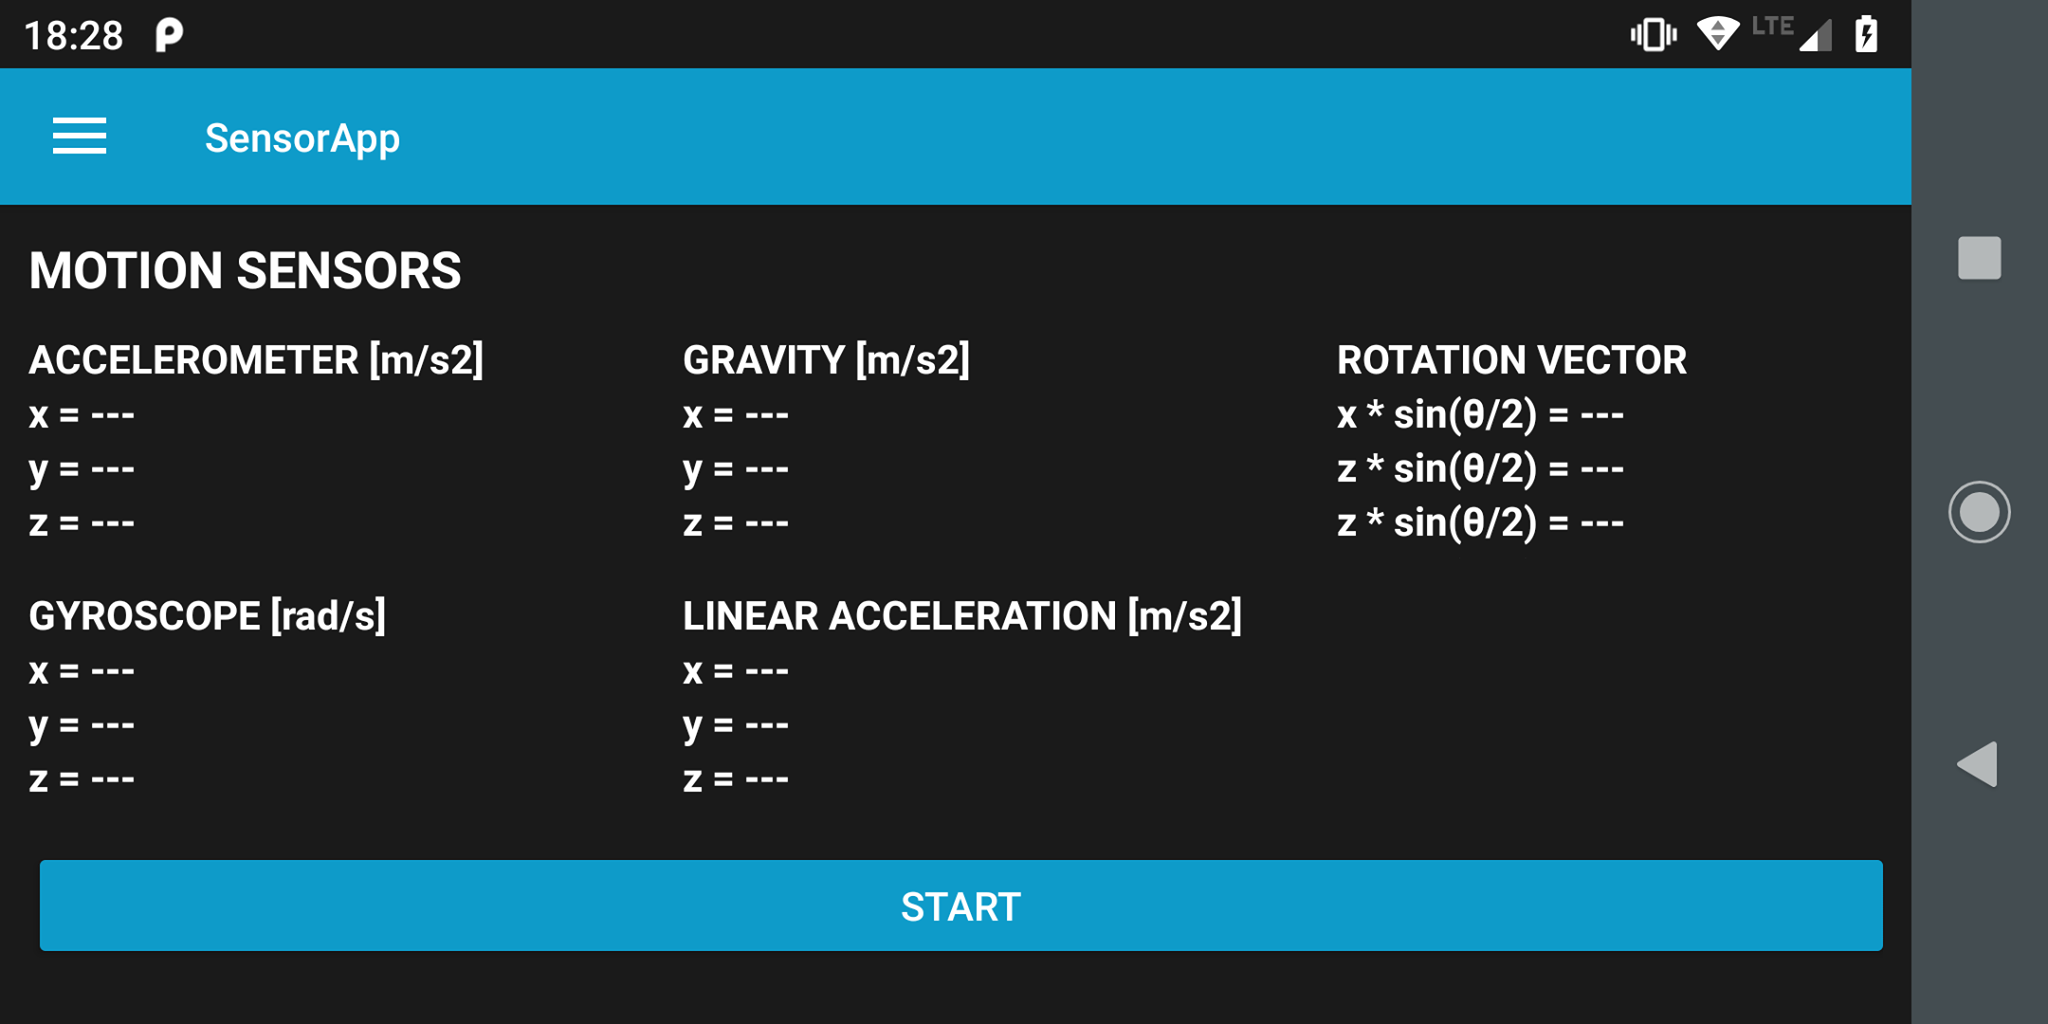 18:28
LTE
SensorApp
MOTION SENSORS
ACCELEROMETER [m/s2]
x = ---
y = ---
z = ---
GRAVITY [m/s2]
x = ---
y = ---
z = ---
ROTATION VECTOR
x * sin(θ/2) = ---
z * sin(θ/2) = ---
z * sin(θ/2) = ---
GYROSCOPE [rad/s]
x = ---
y = ---
z = ---
LINEAR ACCELERATION [m/s2]
x = ---
y = ---
z = ---
START